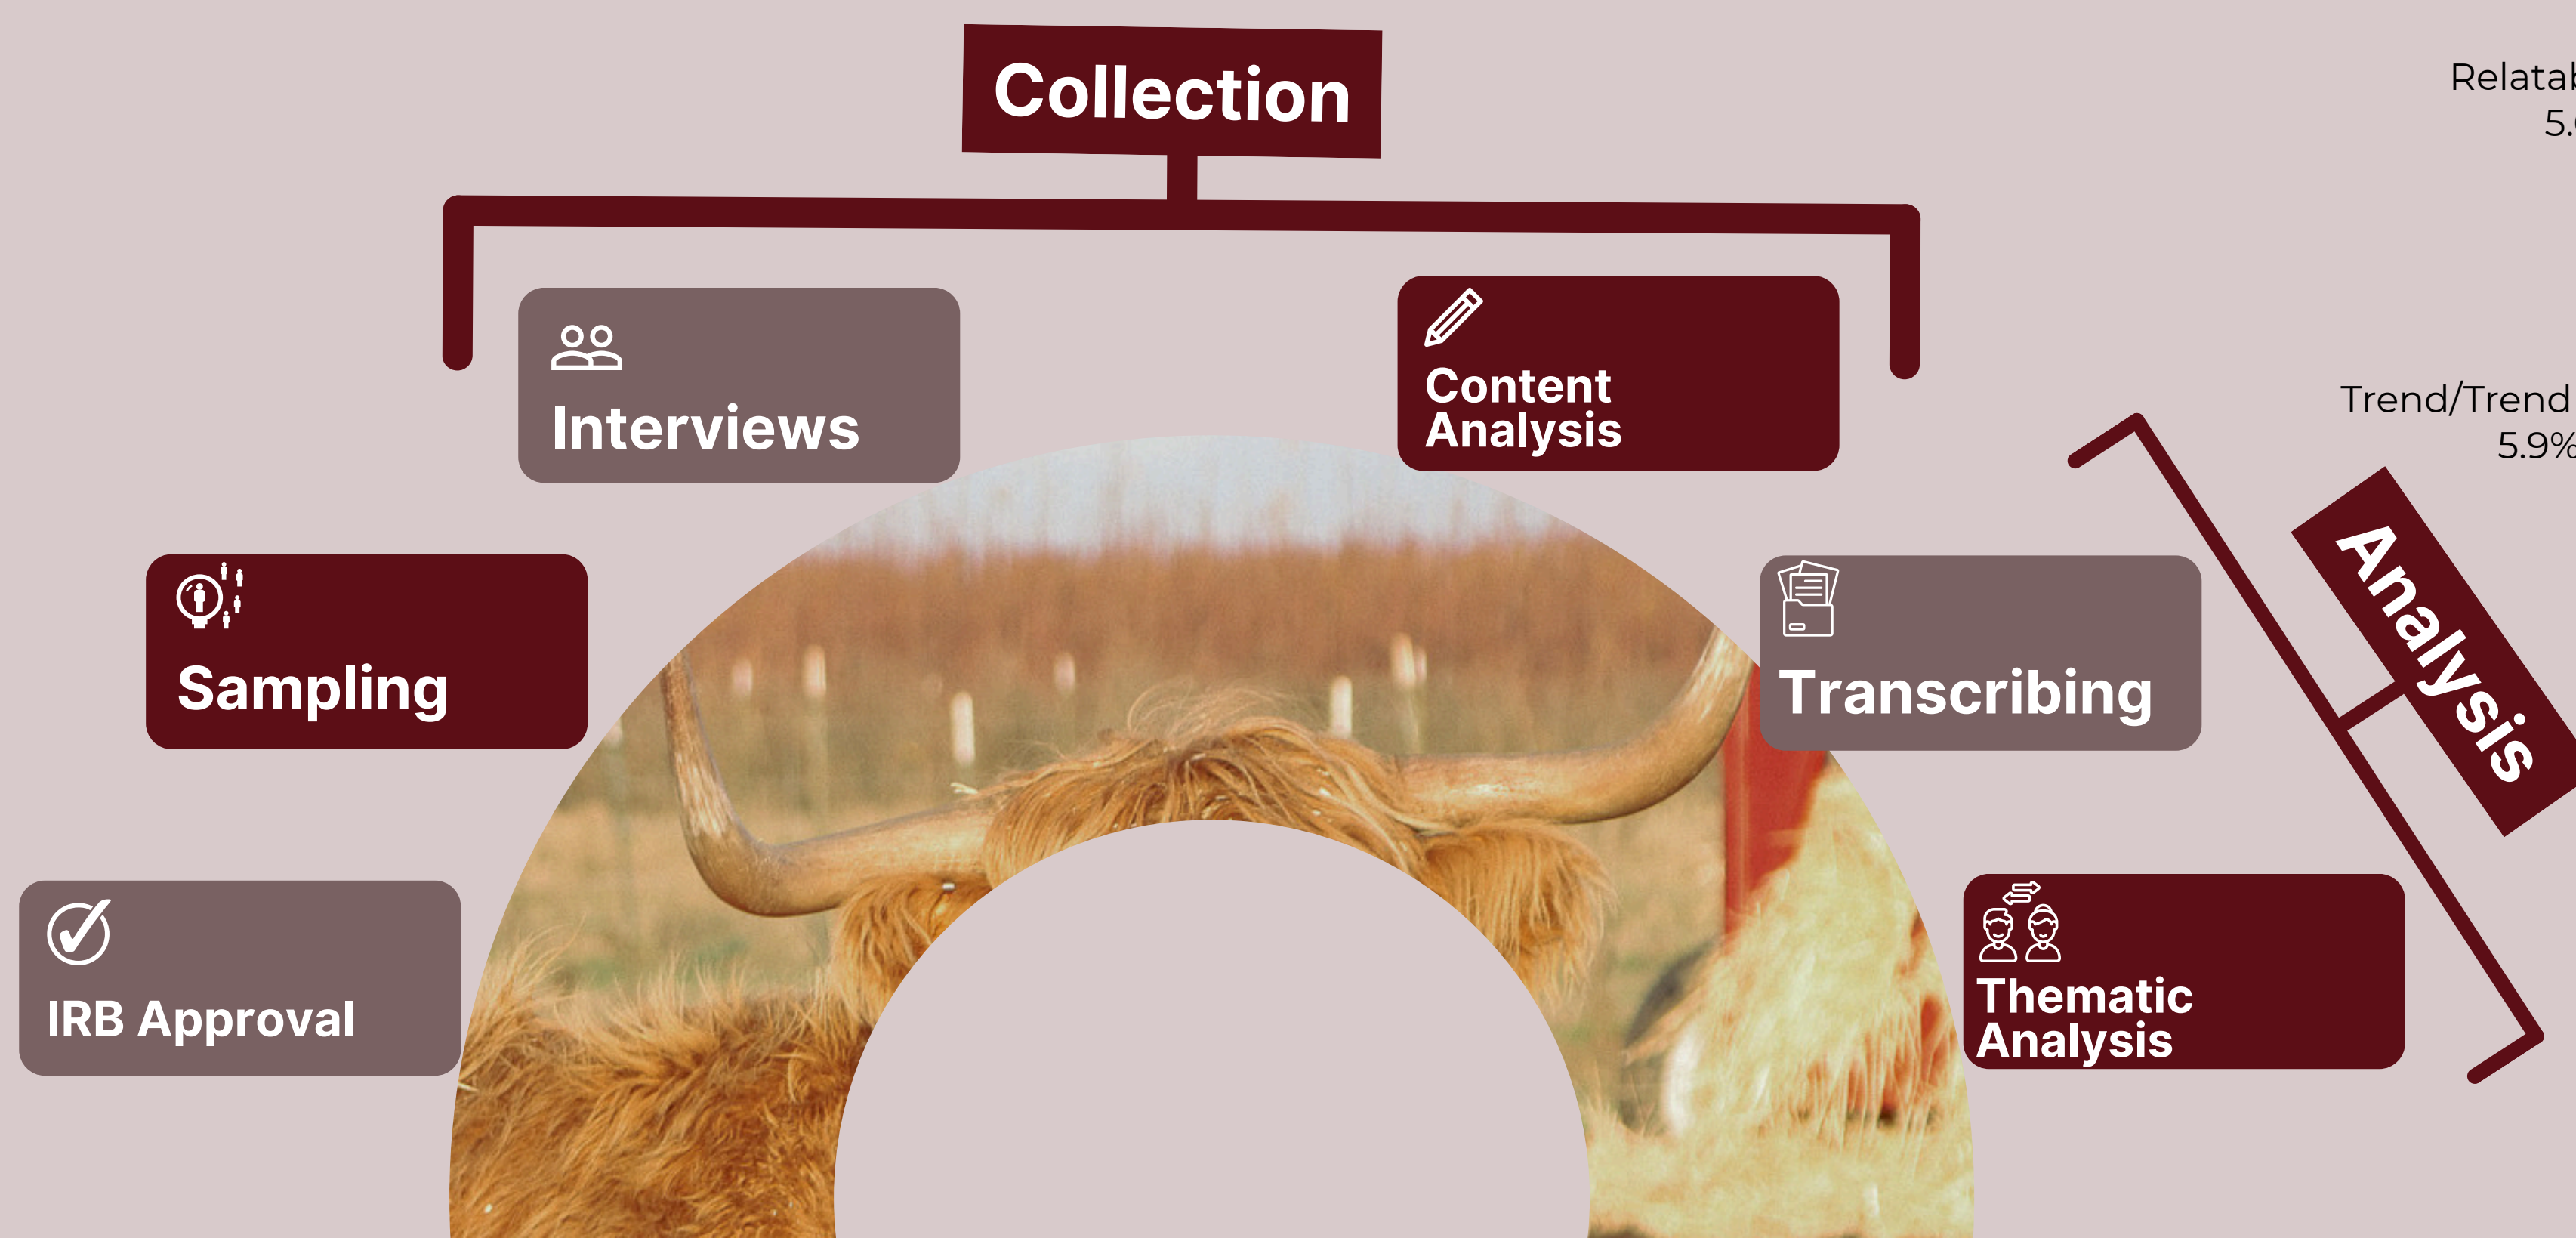 Collection
Interviews
Content
Analysis
Sampling
Transcribing
IRB Approval
Thematic
Analysis
Analysis
Trend/Trend
5.9%